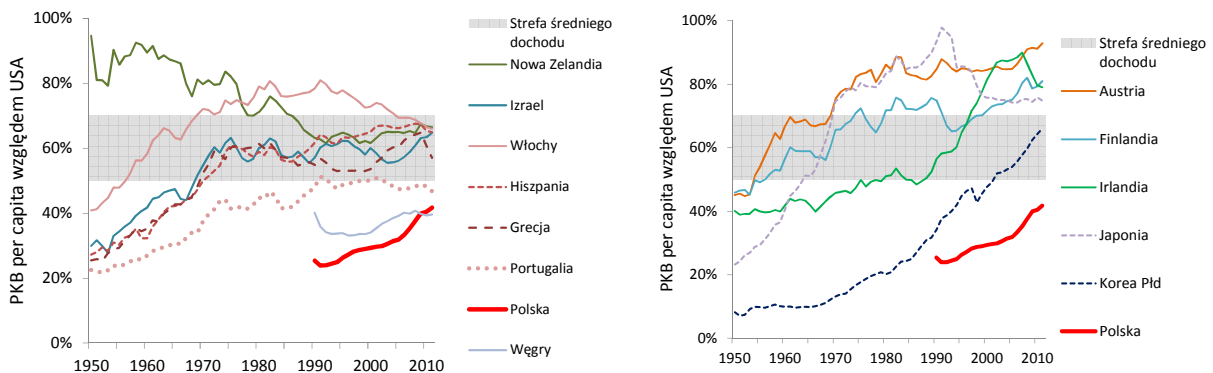 PKB per capita względem USA
100%
80%
60%
40%
20%
0%
1950
1960
1970
1980
1990
2000
2010
Strefa średniego
dochodu
Nowa Zelandia
Izrael
Włochy
Hiszpania
Grecja
Portugalia
Polska
Węgry
PKB per capita względem USA
100%
80%
60%
40%
20%
0%
1950
1960
1970
1980
1990
2000
2010
Strefa średniego
dochodu
Austria
Finlandia
Irlandia
Japonia
Korea Płd
Polska